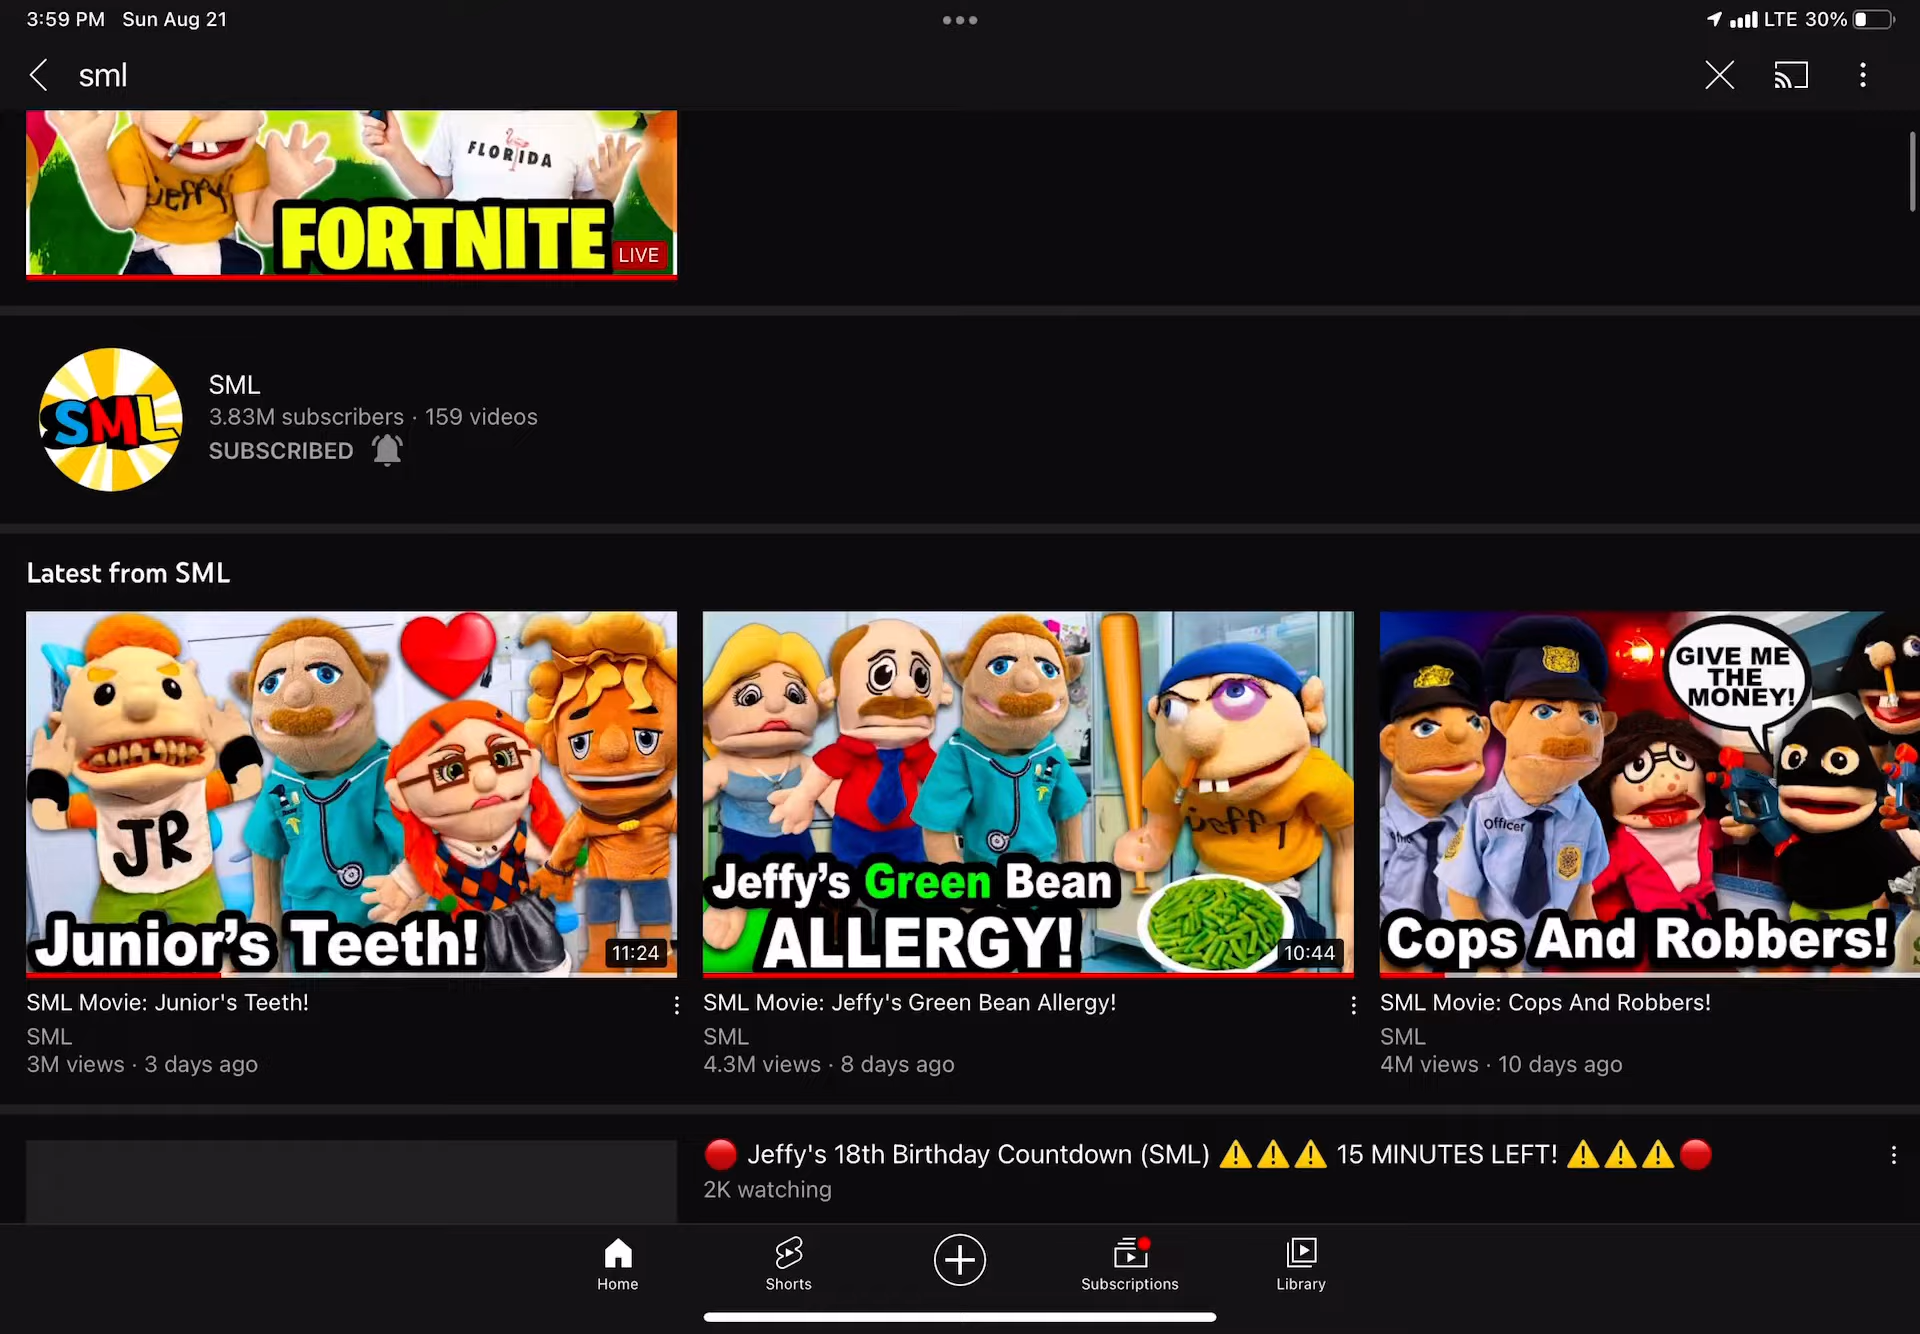 3:59 PM Sun Aug 21
LTE 30%
sml
Jeffy
FLORIDA
FORTNITE
LIVE
SML
SML
3.83M subscribers · 159 videos
SUBSCRIBED
Latest from SML
JR
Junior's Teeth!
11:24
Jeffy
Jeffy's Green Bean
ALLERGY!
10:44
GIVE ME
THE
MONEY!
Officer
Cops And Robbers!
SML Movie: Junior's Teeth!
SML
3M views · 3 days ago
SML Movie: Jeffy's Green Bean Allergy!
SML
4.3M views · 8 days ago
SML Movie: Cops And Robbers!
SML
4M views · 10 days ago
🔴 Jeffy's 18th Birthday Countdown (SML) ⚠️⚠️⚠️ 15 MINUTES LEFT! ⚠️⚠️⚠️🔴
2K watching
Home
Shorts
Subscriptions
Library